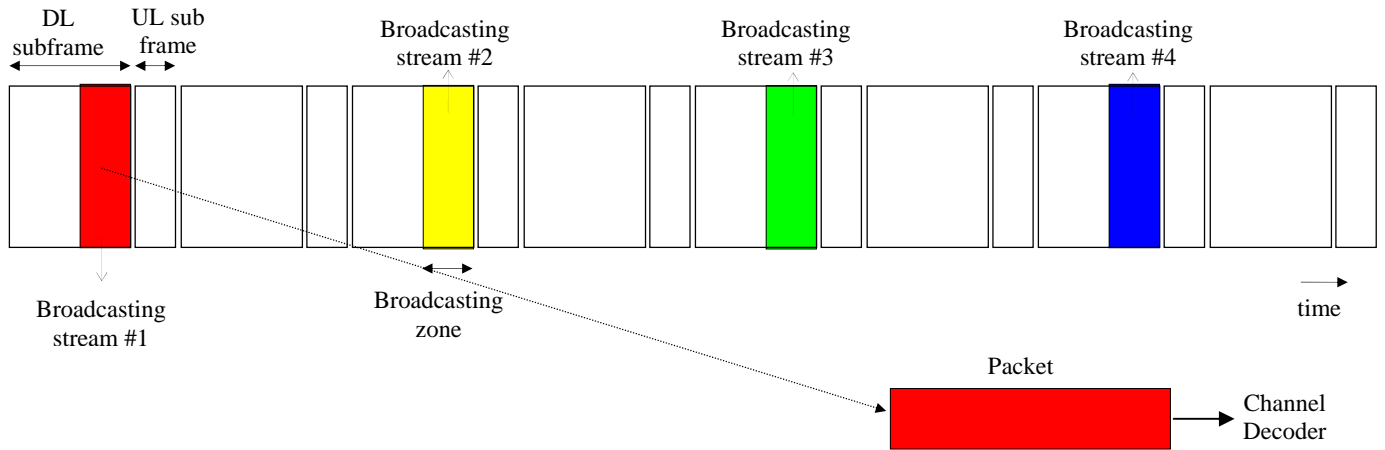 DL
subframe
UL sub
frame
Broadcasting
stream #2
Broadcasting
stream #3
Broadcasting
stream #4
Broadcasting
stream #1
Broadcasting
zone
time
Packet
Channel
Decoder